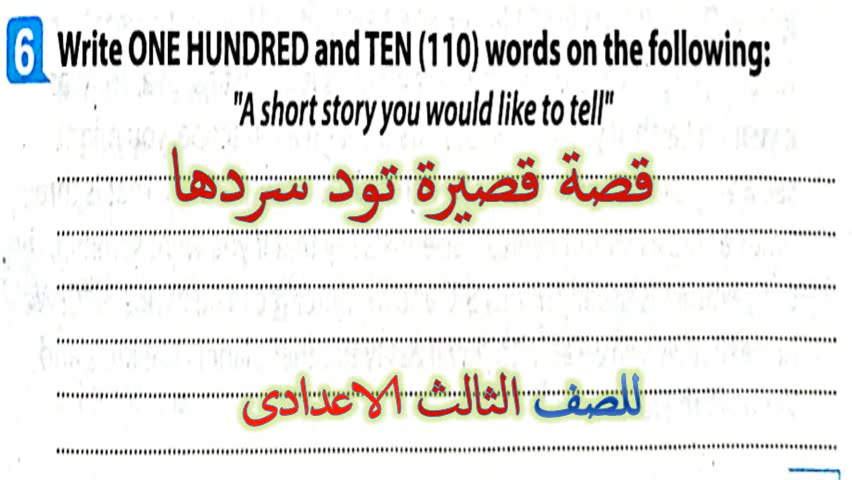 6 Write ONE HUNDRED and TEN (110) words on the following:
"A short story you would like to tell"
قصة قصيرة تود سردها
للصف الثالث الاعدادى